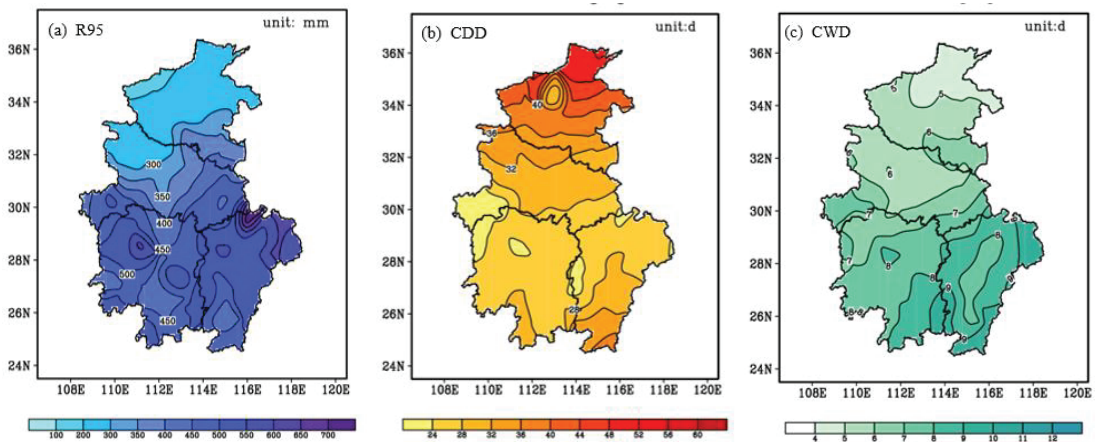 (a) R95 unit: mm
36N
34N
32N
30N
28N
26N
24N
300
350
400
450
500
450
108E 110E 112E 114E 116E 118E 120E
100 200 300 350 400 450 500 550 600 650 700
(b) CDD unit:d
36N
34N
32N
30N
28N
26N
24N
40
36
32
28
108E 110E 112E 114E 116E 118E 120E
24 28 32 36 40 44 48 52 56 60
(c) CWD unit:d
36N
34N
32N
30N
28N
26N
24N
5
5
6
6
6
7
7
7
8
8
8
8
9
9
9
108E 110E 112E 114E 116E 118E 120E
4 5 6 7 8 9 10 11 12